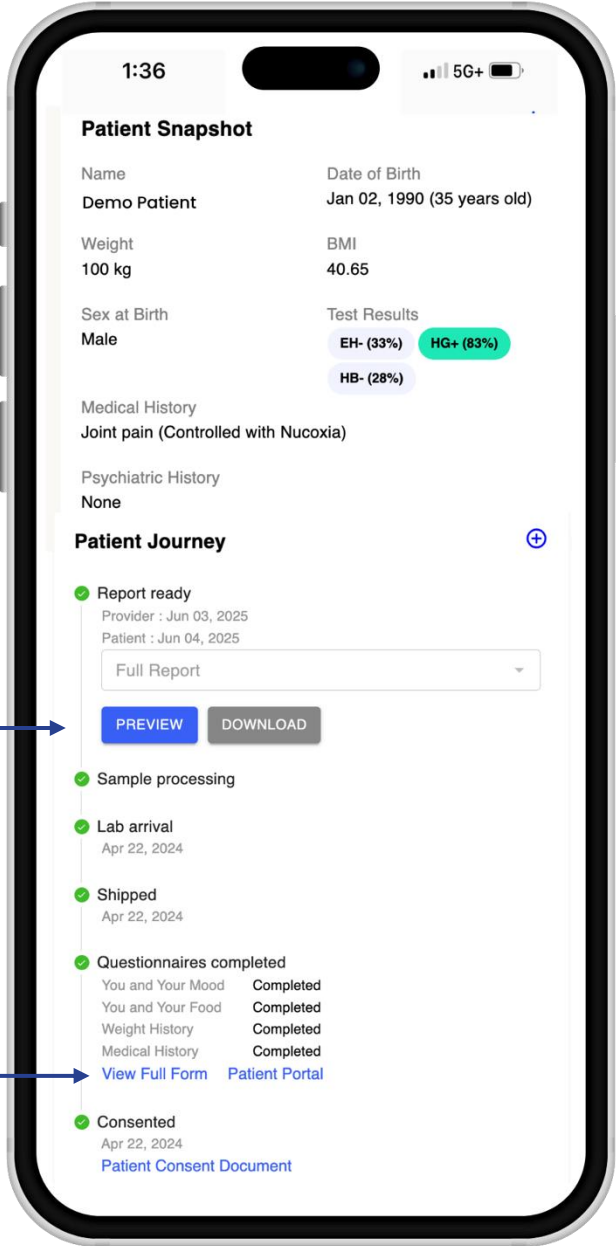 1:36 5G+
Patient Snapshot
Name Date of Birth
Demo Patient Jan 02, 1990 (35 years old)
Weight BMI
100 kg 40.65
Sex at Birth Test Results
Male EH- (33%) HG+ (83%)
HB- (28%)
Medical History
Joint pain (Controlled with Nucoxia)
Psychiatric History
None
Patient Journey
Report ready
Provider : Jun 03, 2025
Patient : Jun 04, 2025
Full Report
PREVIEW DOWNLOAD
Sample processing
Lab arrival
Apr 22, 2024
Shipped
Apr 22, 2024
Questionnaires completed
You and Your Mood Completed
You and Your Food Completed
Weight History Completed
Medical History Completed
View Full Form Patient Portal
Consented
Apr 22, 2024
Patient Consent Document